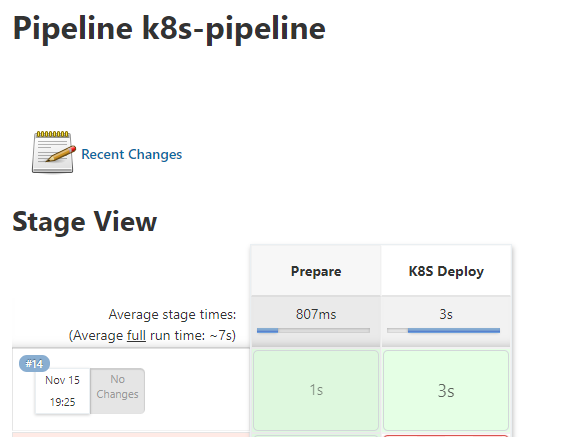 Pipeline k8s-pipeline
Recent Changes
Stage View
Prepare
K8S Deploy
Average stage times:
807ms
3s
(Average full run time: ~7s)
#14
Nov 15
19:25
No
Changes
1s
3s